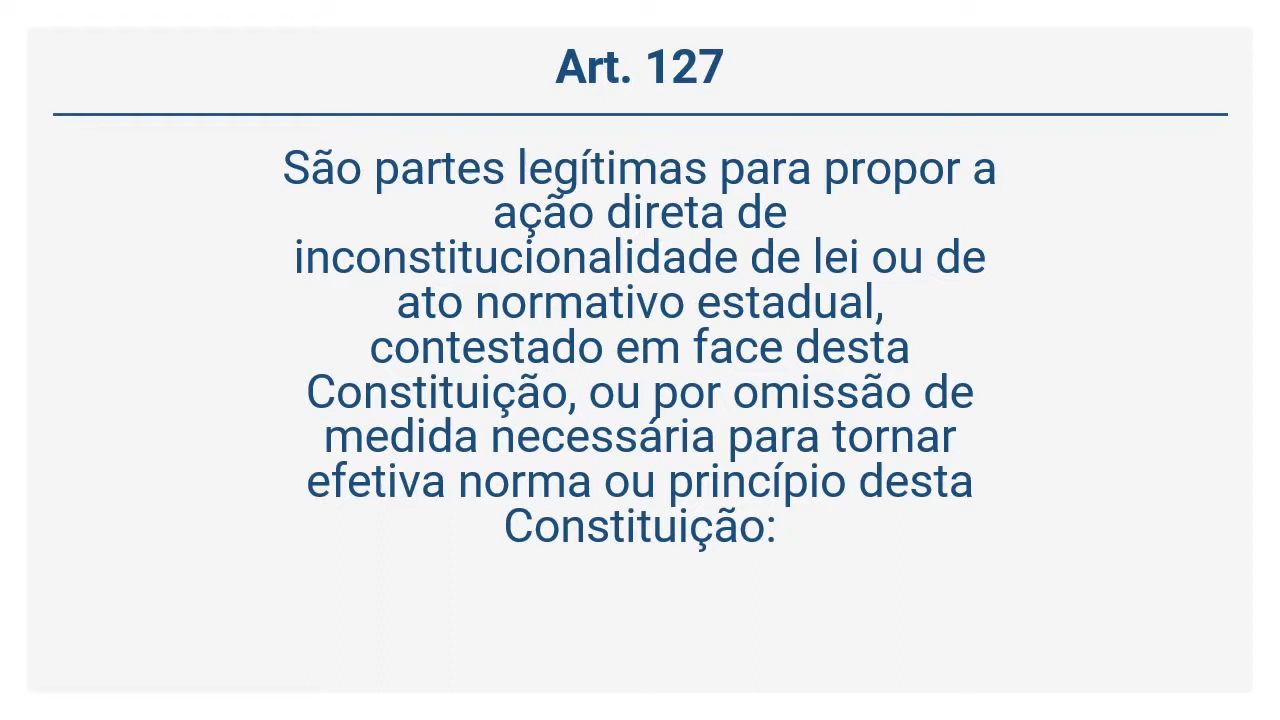 Art. 127
São partes legítimas para propor a
ação direta de
inconstitucionalidade de lei ou de
ato normativo estadual,
contestado em face desta
Constituição, ou por omissão de
medida necessária para tornar
efetiva norma ou princípio desta
Constituição: